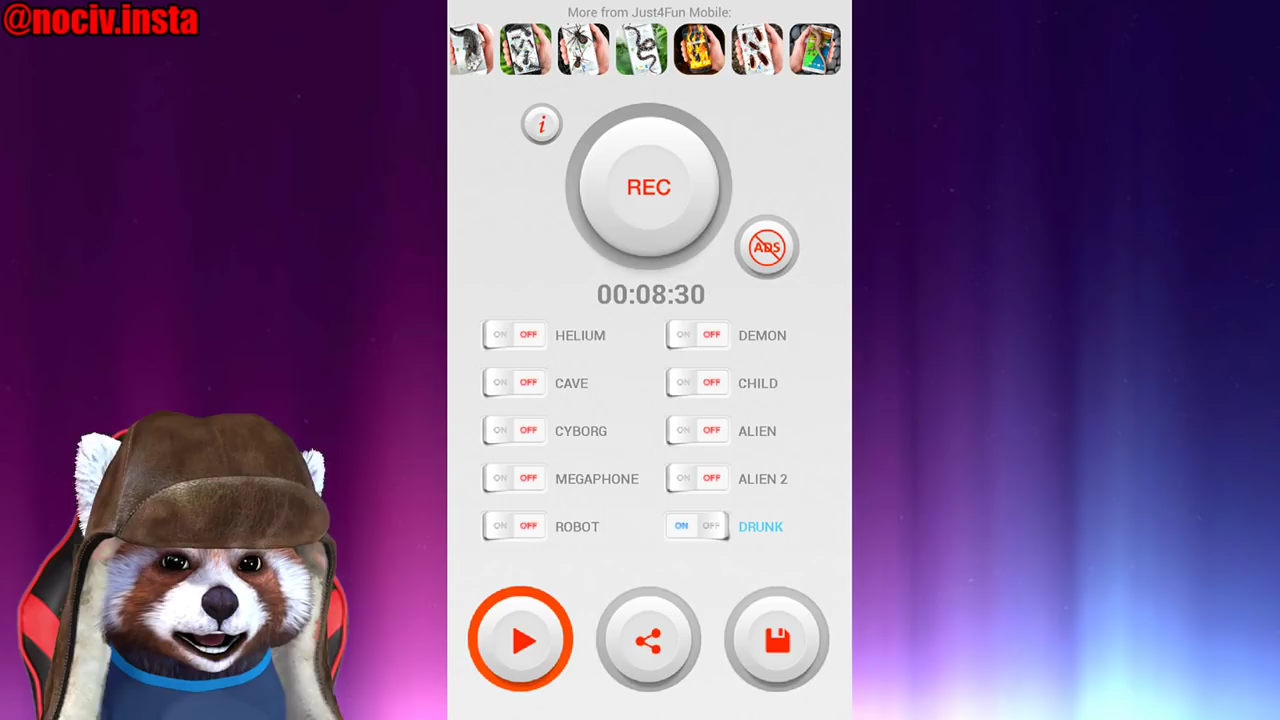 @nociv.insta
More from Just4Fun Mobile:
i
REC
ADS
00:08:30
ON OFF HELIUM
ON OFF DEMON
ON OFF CAVE
ON OFF CHILD
ON OFF CYBORG
ON OFF ALIEN
ON OFF MEGAPHONE
ON OFF ALIEN 2
ON OFF ROBOT
ON OFF DRUNK